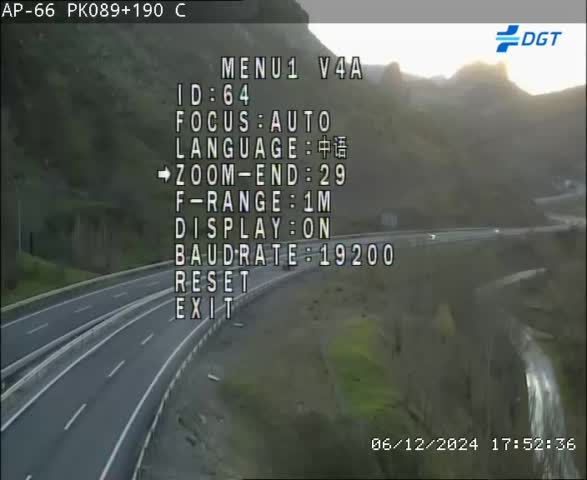 AP-66 PK089+190 C
DGT
MENU1 V4A
ID:64
FOCUS:AUTO
LANGUAGE:中语
ZOOM-END:29
F-RANGE:1M
DISPLAY:ON
BAUDRATE:19200
RESET
EXIT
06/12/2024 17:52:36